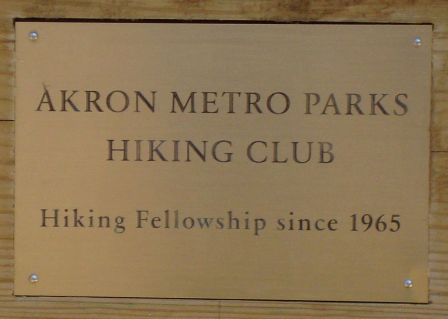 AKRON METRO PARKS
HIKING CLUB
Hiking Fellowship since 1965